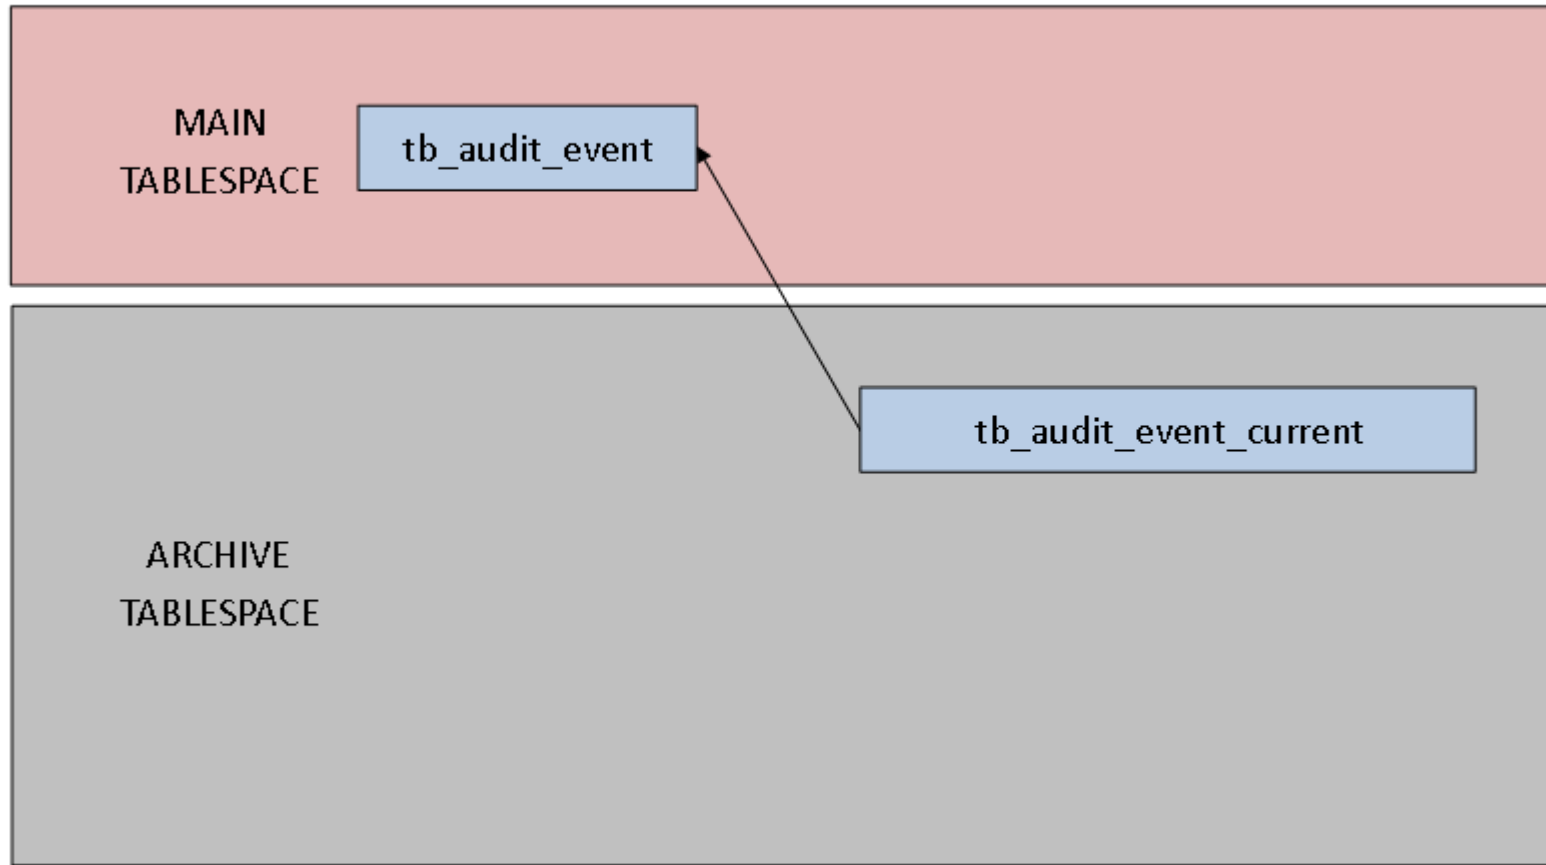 MAIN
TABLESPACE
tb_audit_event
tb_audit_event_current
ARCHIVE
TABLESPACE